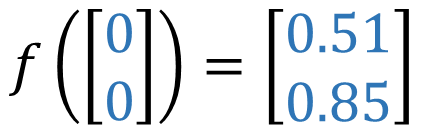 f([0 0]) = [0.51 0.85]